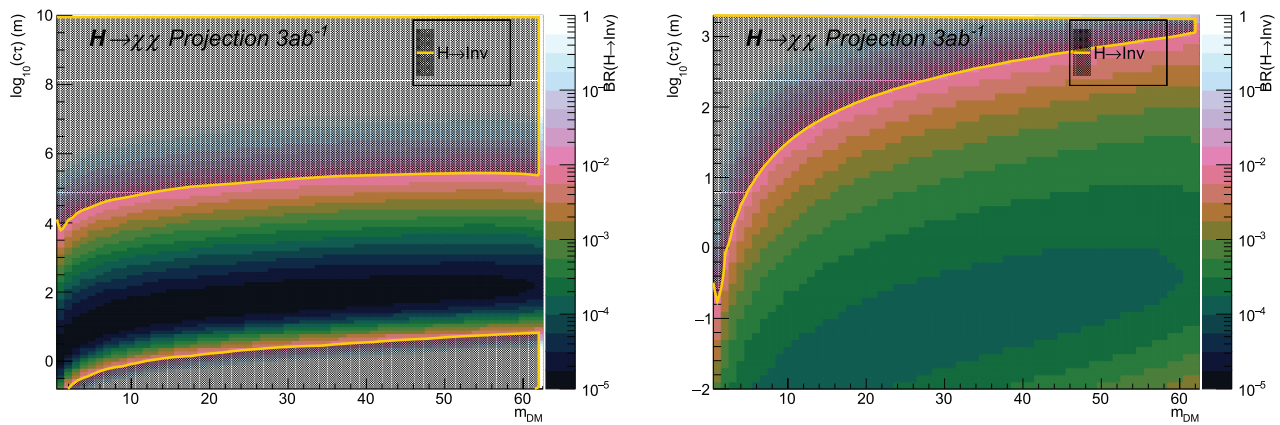 log₁₀(cτ) (m)
10
8
6
4
2
0
H→χχ Projection 3ab⁻¹
H→Inv
10 20 30 40 50 60
m_DM
1
10⁻¹
10⁻²
10⁻³
10⁻⁴
10⁻⁵
BR(H→Inv)
log₁₀(cτ) (m)
3
2
1
0
−1
−2
H→χχ Projection 3ab⁻¹
H→Inv
10 20 30 40 50 60
m_DM
1
10⁻¹
10⁻²
10⁻³
10⁻⁴
10⁻⁵
BR(H→Inv)